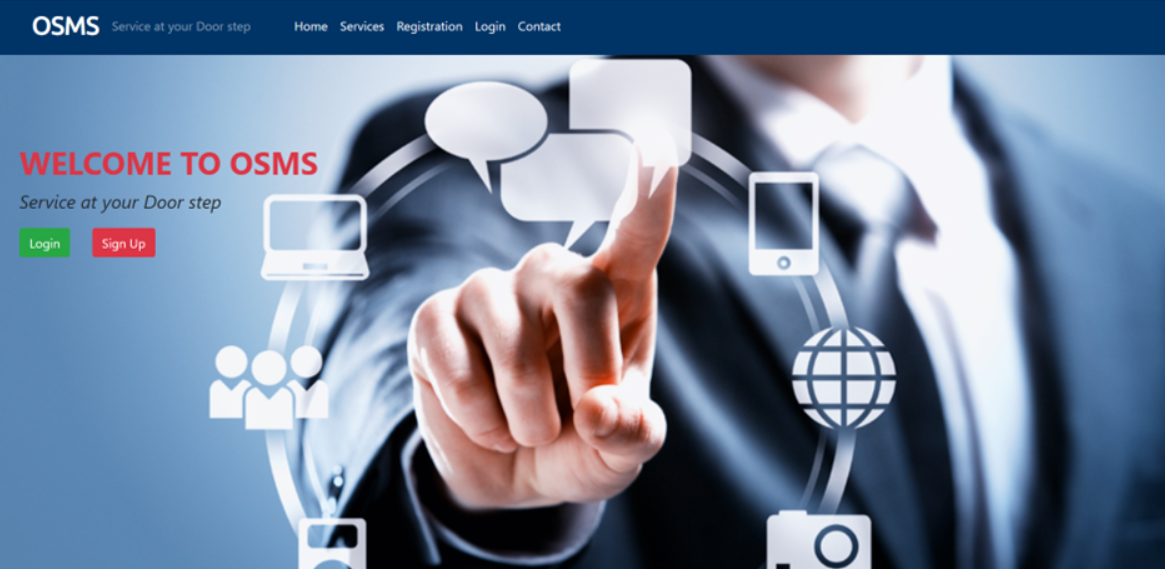 OSMS Service at your Door step Home Services Registration Login Contact
WELCOME TO OSMS
Service at your Door step
Login Sign Up